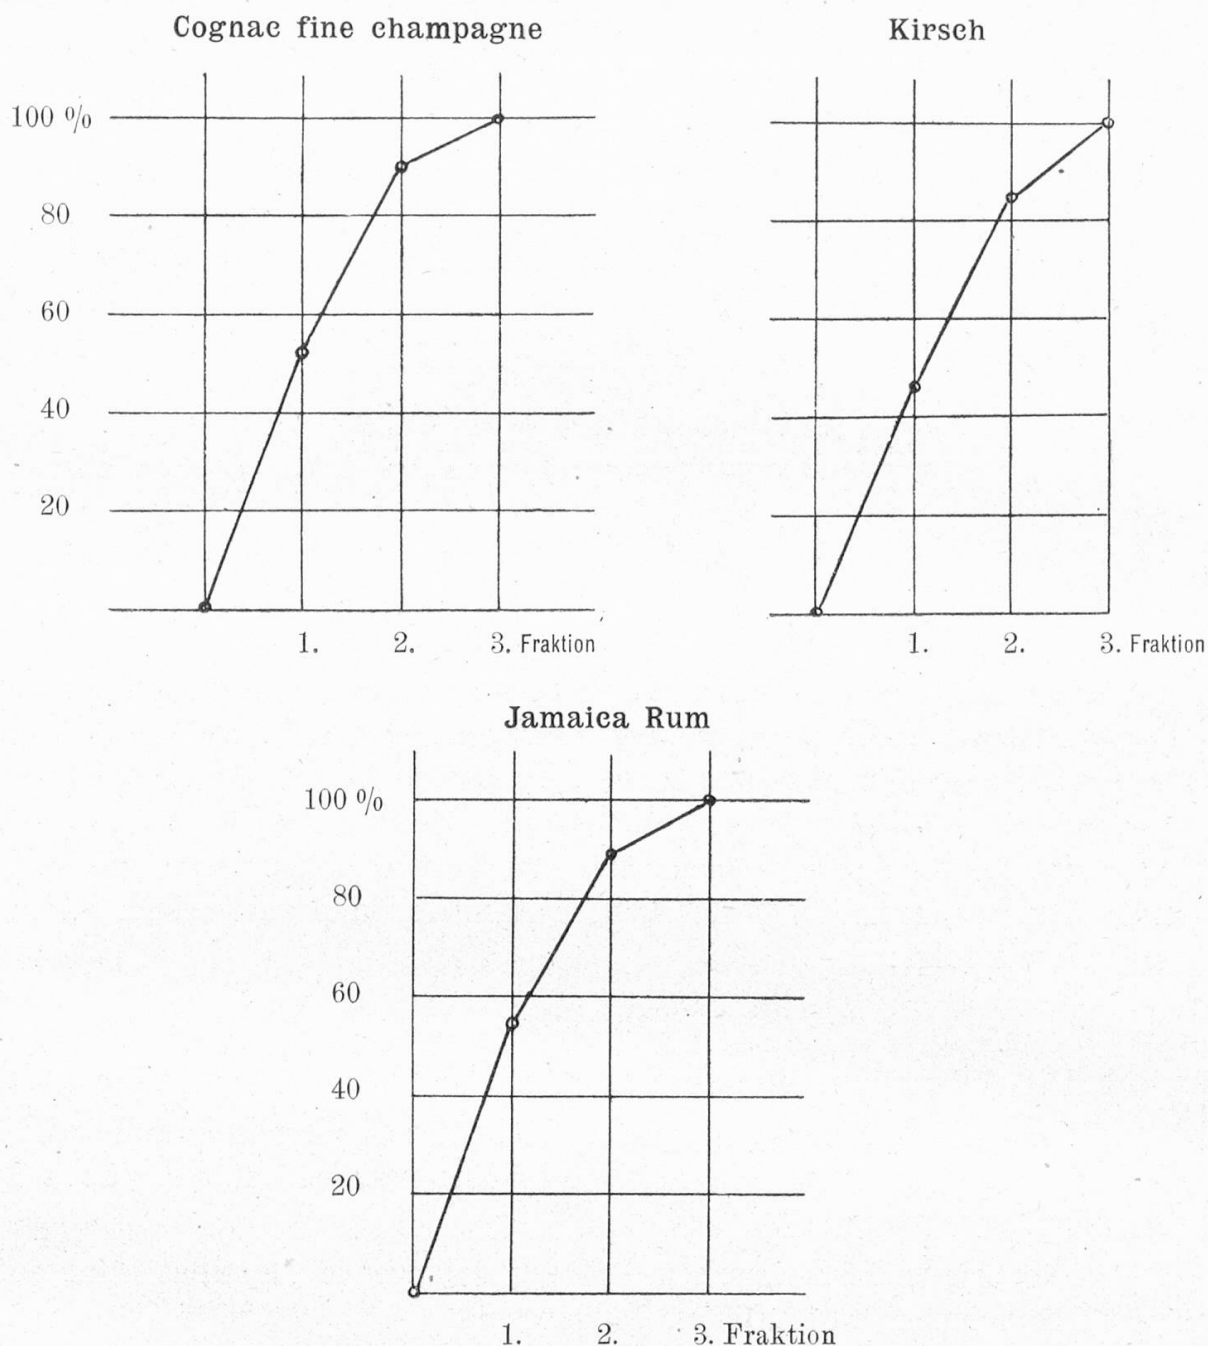 Cognac fine champagne
100 %
80
60
40
20
1. 2. 3. Fraktion
Kirsch
1. 2. 3. Fraktion
Jamaica Rum
100 %
80
60
40
20
1. 2. 3. Fraktion